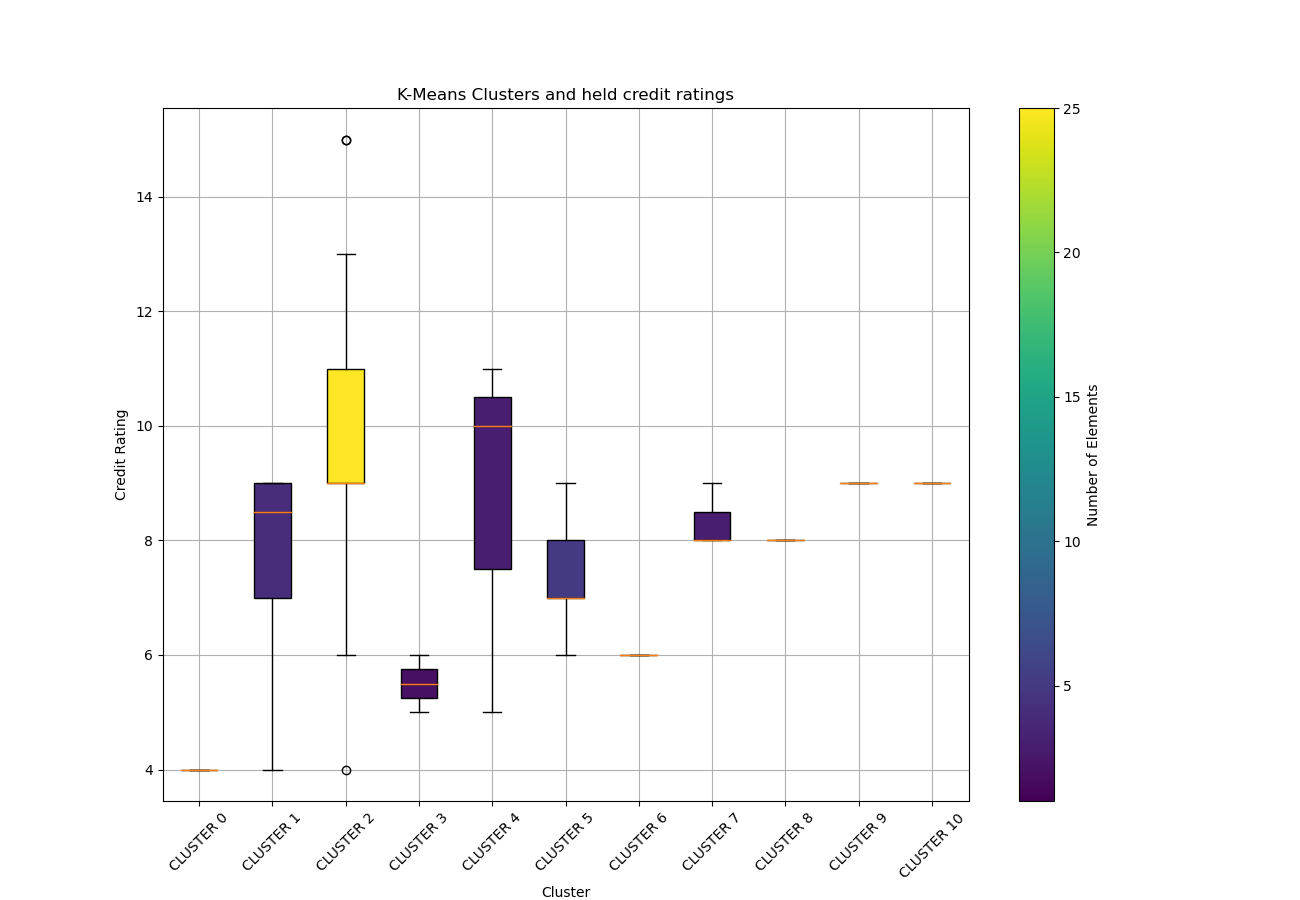 K-Means Clusters and held credit ratings
Credit Rating
14
12
10
8
6
4
CLUSTER 0
CLUSTER 1
CLUSTER 2
CLUSTER 3
CLUSTER 4
CLUSTER 5
CLUSTER 6
CLUSTER 7
CLUSTER 8
CLUSTER 9
CLUSTER 10
Cluster
25
20
15
10
5
Number of Elements